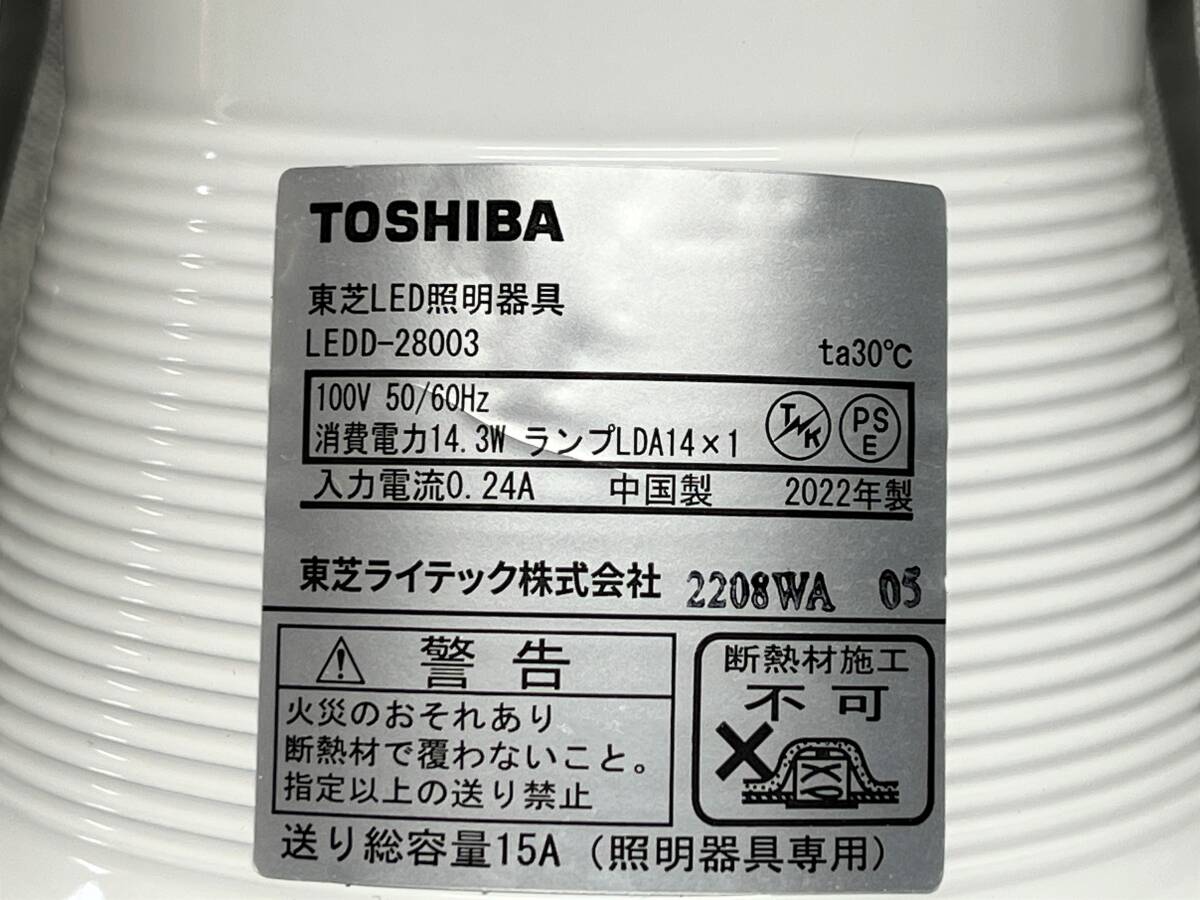 TOSHIBA
東芝LED照明器具
LEDD-28003
ta30℃
100V 50/60Hz
消費電力14.3W ランプLDA14×1
T K
PS E
入力電流0.24A 中国製 2022年製
東芝ライテック株式会社 2208WA 05
警告
火災のおそれあり
断熱材で覆わないこと。
指定以上の送り禁止
断熱材施工
不可
送り総容量15A（照明器具専用）